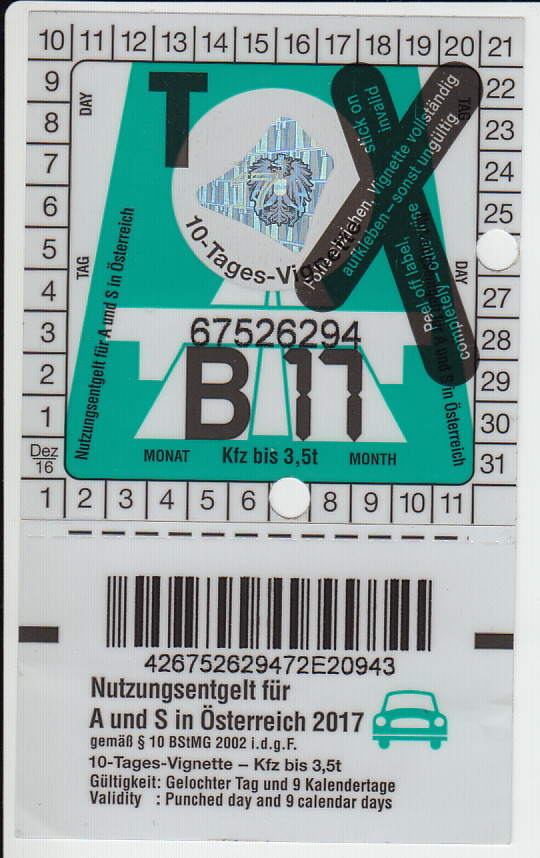 10 11 12 13 14 15 16 17 18 19 20 21
9 22
8 23
7 24
6 25
5
4 27
3 28
2 29
1 30
Dez
16
31
1 2 3 4 5 6 8 9 10 11
DAY
TAG
TAG
DAY
T
Folie abziehen, Vignette vollständig
aufkleben – sonst ungültig
Peel off label,
completely – otherwise
stick on
invalid
10-Tages-Vignette
Nutzungsentgelt für A und S in Österreich
A und S in Österreich
67526294
B 17
MONAT Kfz bis 3,5t MONTH
426752629472E20943
Nutzungsentgelt für
A und S in Österreich 2017
gemäß § 10 BStMG 2002 i.d.g.F.
10-Tages-Vignette – Kfz bis 3,5t
Gültigkeit: Gelochter Tag und 9 Kalendertage
Validity : Punched day and 9 calendar days